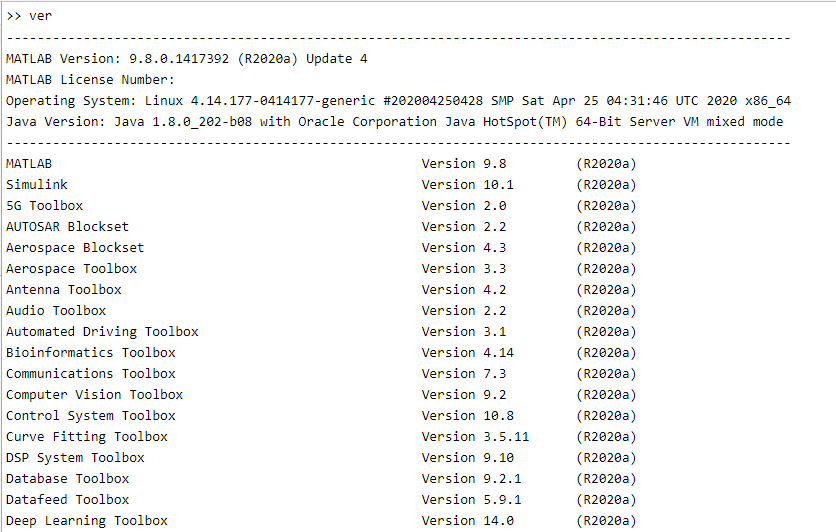 >> ver
-----------------------------------------------------------------------------------------------------
MATLAB Version: 9.8.0.1417392 (R2020a) Update 4
MATLAB License Number:
Operating System: Linux 4.14.177-0414177-generic #202004250428 SMP Sat Apr 25 04:31:46 UTC 2020 x86_64
Java Version: Java 1.8.0_202-b08 with Oracle Corporation Java HotSpot(TM) 64-Bit Server VM mixed mode
-----------------------------------------------------------------------------------------------------
MATLAB Version 9.8 (R2020a)
Simulink Version 10.1 (R2020a)
5G Toolbox Version 2.0 (R2020a)
AUTOSAR Blockset Version 2.2 (R2020a)
Aerospace Blockset Version 4.3 (R2020a)
Aerospace Toolbox Version 3.3 (R2020a)
Antenna Toolbox Version 4.2 (R2020a)
Audio Toolbox Version 2.2 (R2020a)
Automated Driving Toolbox Version 3.1 (R2020a)
Bioinformatics Toolbox Version 4.14 (R2020a)
Communications Toolbox Version 7.3 (R2020a)
Computer Vision Toolbox Version 9.2 (R2020a)
Control System Toolbox Version 10.8 (R2020a)
Curve Fitting Toolbox Version 3.5.11 (R2020a)
DSP System Toolbox Version 9.10 (R2020a)
Database Toolbox Version 9.2.1 (R2020a)
Datafeed Toolbox Version 5.9.1 (R2020a)
Deep Learning Toolbox Version 14.0 (R2020a)